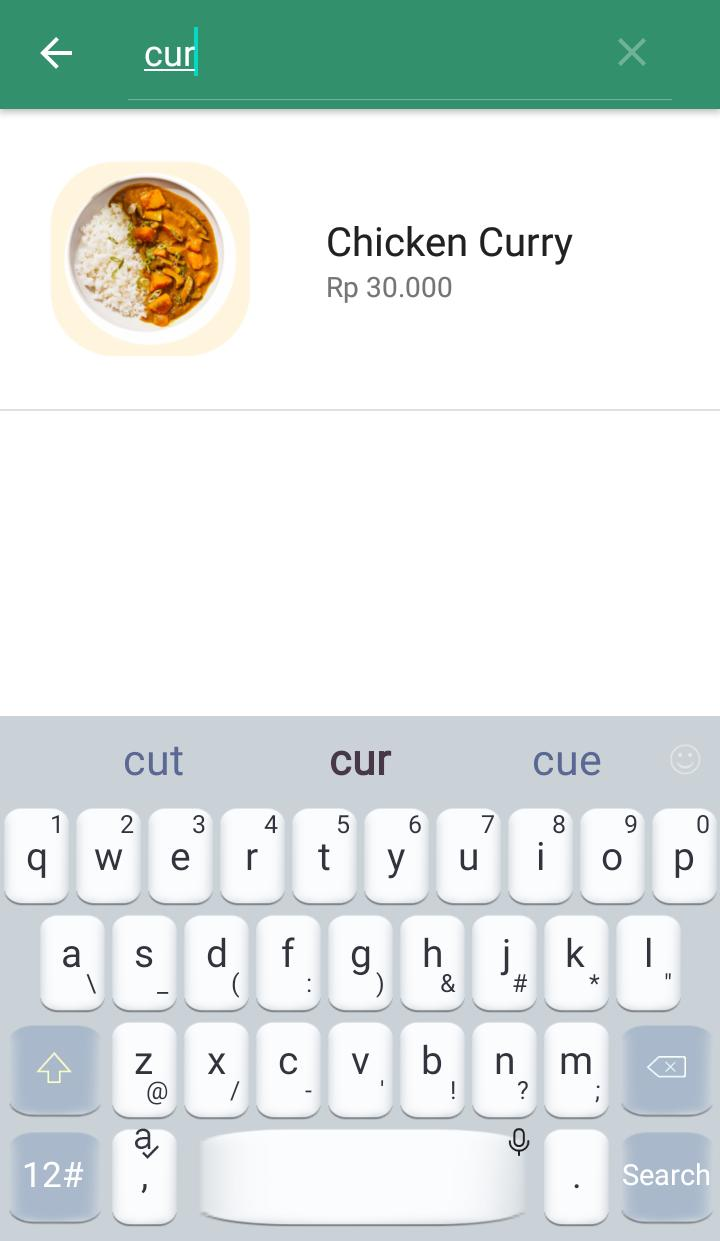 cur
Chicken Curry
Rp 30.000
cut cur cue
1 2 3 4 5 6 7 8 9 0
q w e r t y u i o p
a s d f g h j k l
\ _ ( : ) & # * "
z x c v b n m
@ / - ' ! ? ;
a
12# , . Search